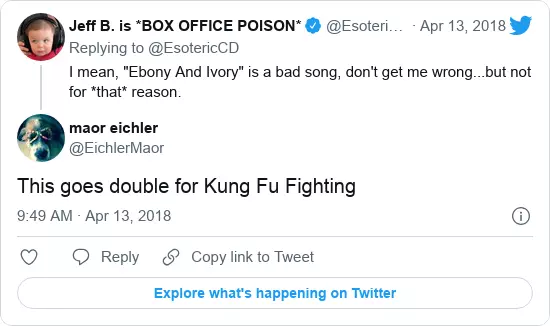 Jeff B. is *BOX OFFICE POISON* @Esoteri... · Apr 13, 2018
Replying to @EsotericCD
I mean, "Ebony And Ivory" is a bad song, don't get me wrong...but not
for *that* reason.
maor eichler
@EichlerMaor
This goes double for Kung Fu Fighting
9:49 AM · Apr 13, 2018
Reply
Copy link to Tweet
Explore what's happening on Twitter